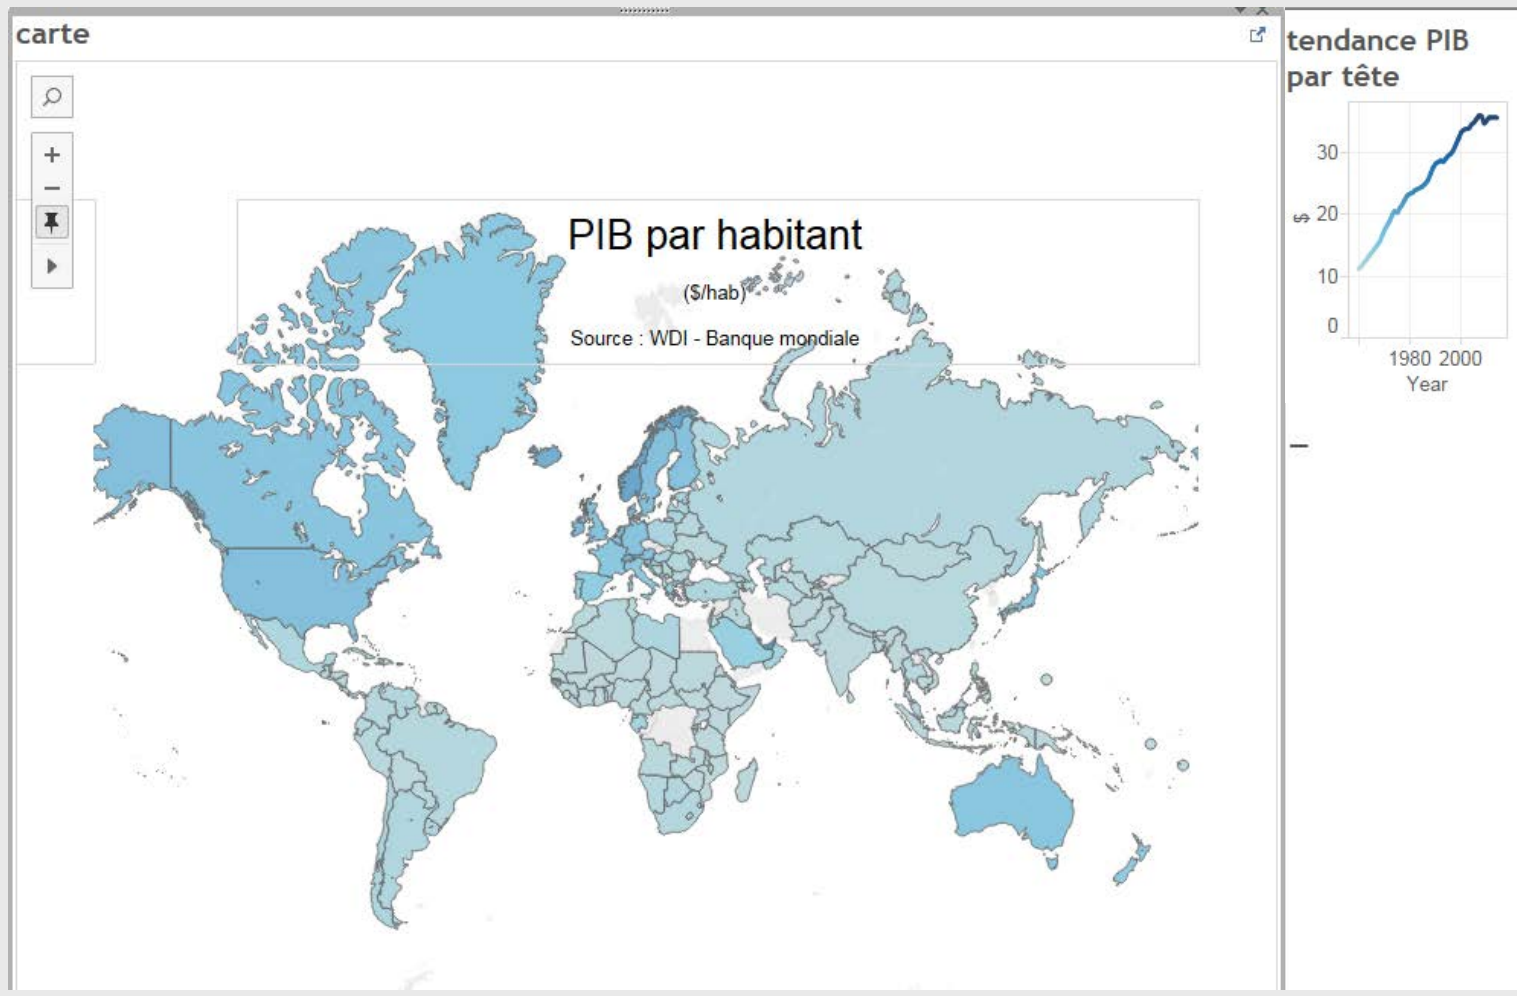 carte
PIB par habitant
($/hab)
Source : WDI - Banque mondiale
tendance PIB
par tête
30
20
10
0
$
1980 2000
Year